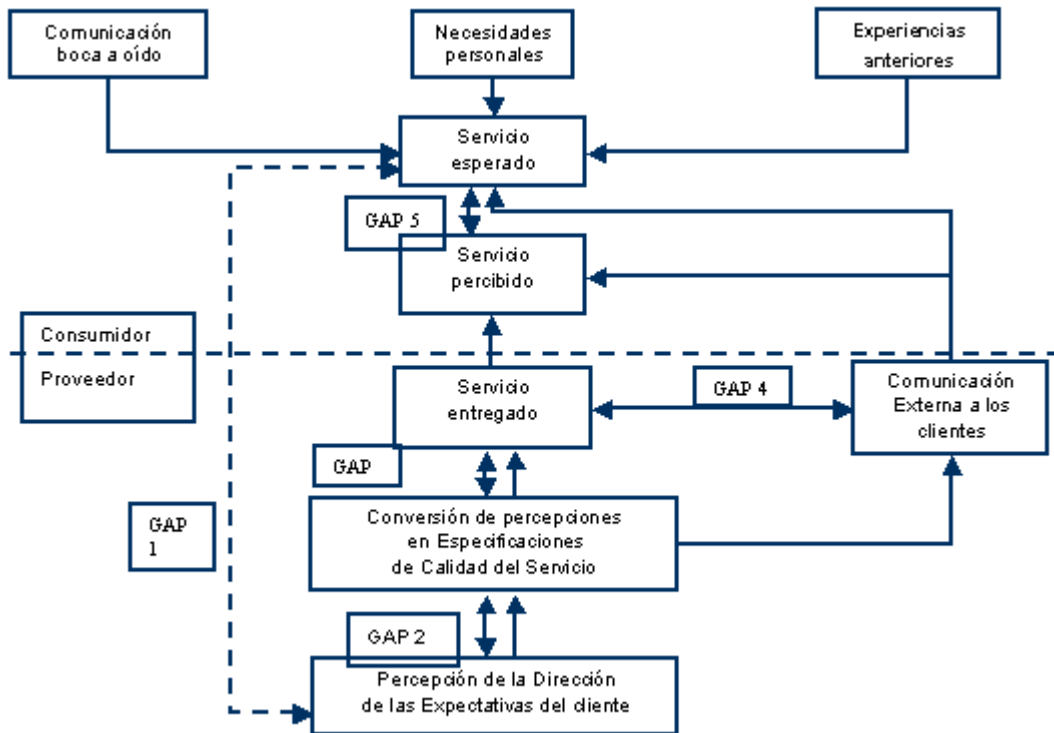 Comunicación
boca a oído
Necesidades
personales
Experiencias
anteriores
Servicio
esperado
GAP 5
Servicio
percibido
Consumidor
Proveedor
Servicio
entregado
GAP 4
Comunicación
Externa a los
clientes
GAP
GAP
1
Conversión de percepciones
en Especificaciones
de Calidad del Servicio
GAP 2
Percepción de la Dirección
de las Expectativas del cliente